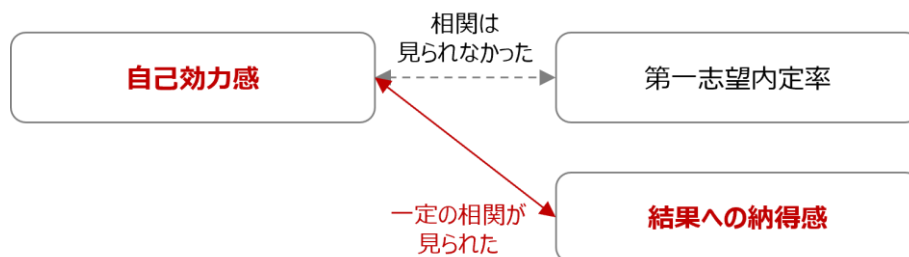 相関は
見られなかった
自己効力感
第一志望内定率
結果への納得感
一定の相関が
見られた